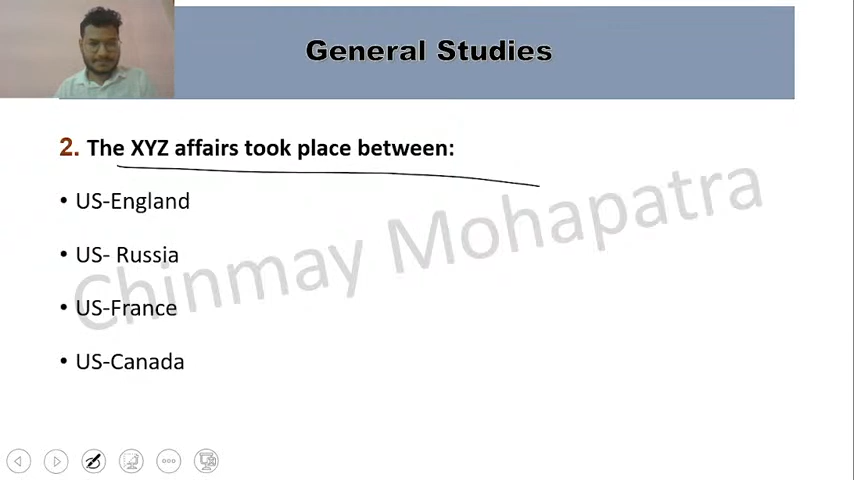 General Studies
2. The XYZ affairs took place between:
• US-England
• US- Russia
• US-France
• US-Canada
Chinmay Mohapatra